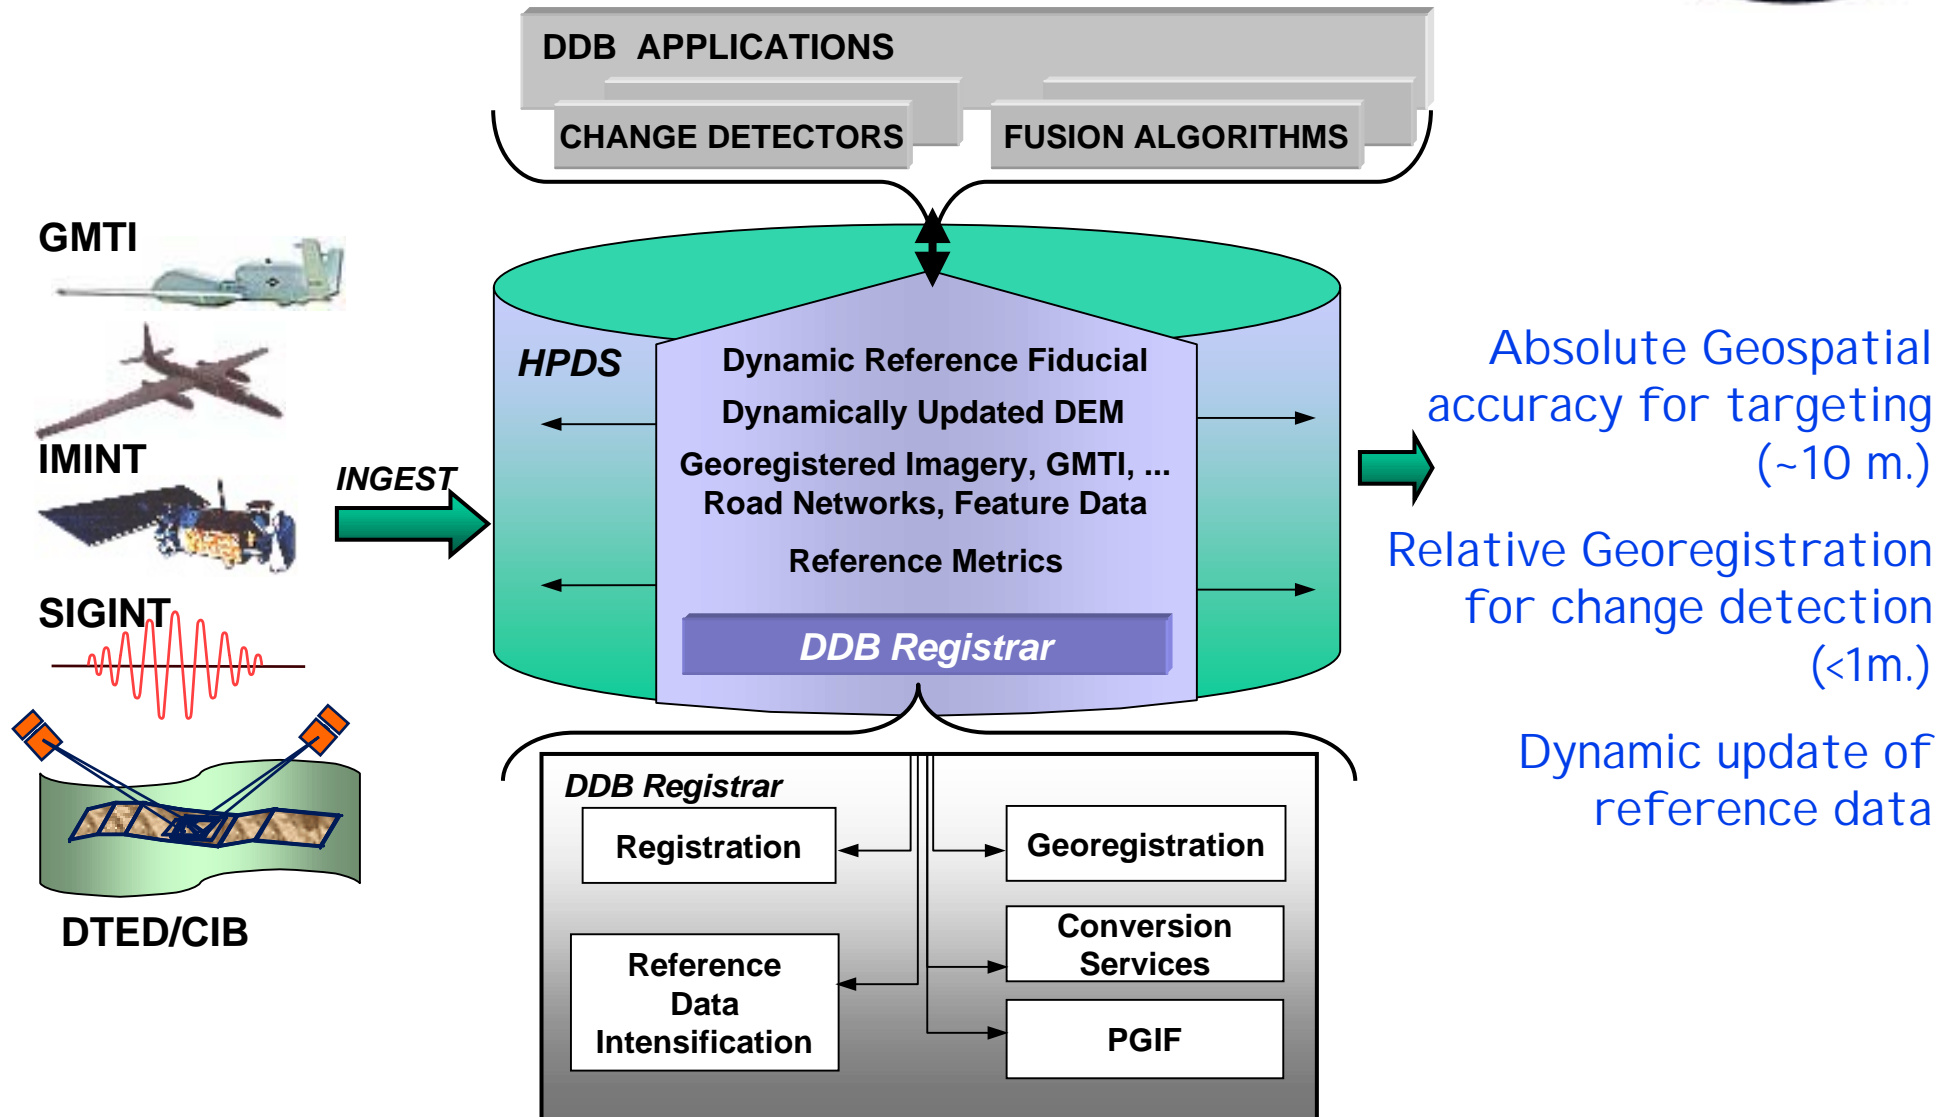 DDB APPLICATIONS
CHANGE DETECTORS
FUSION ALGORITHMS
GMTI
IMINT
SIGINT
DTED/CIB
INGEST
HPDS
Dynamic Reference Fiducial
Dynamically Updated DEM
Georegistered Imagery, GMTI, ...
Road Networks, Feature Data
Reference Metrics
DDB Registrar
Absolute Geospatial
accuracy for targeting
(~10 m.)
Relative Georegistration
for change detection
(<1m.)
Dynamic update of
reference data
DDB Registrar
Registration
Reference
Data
Intensification
Georegistration
Conversion
Services
PGIF